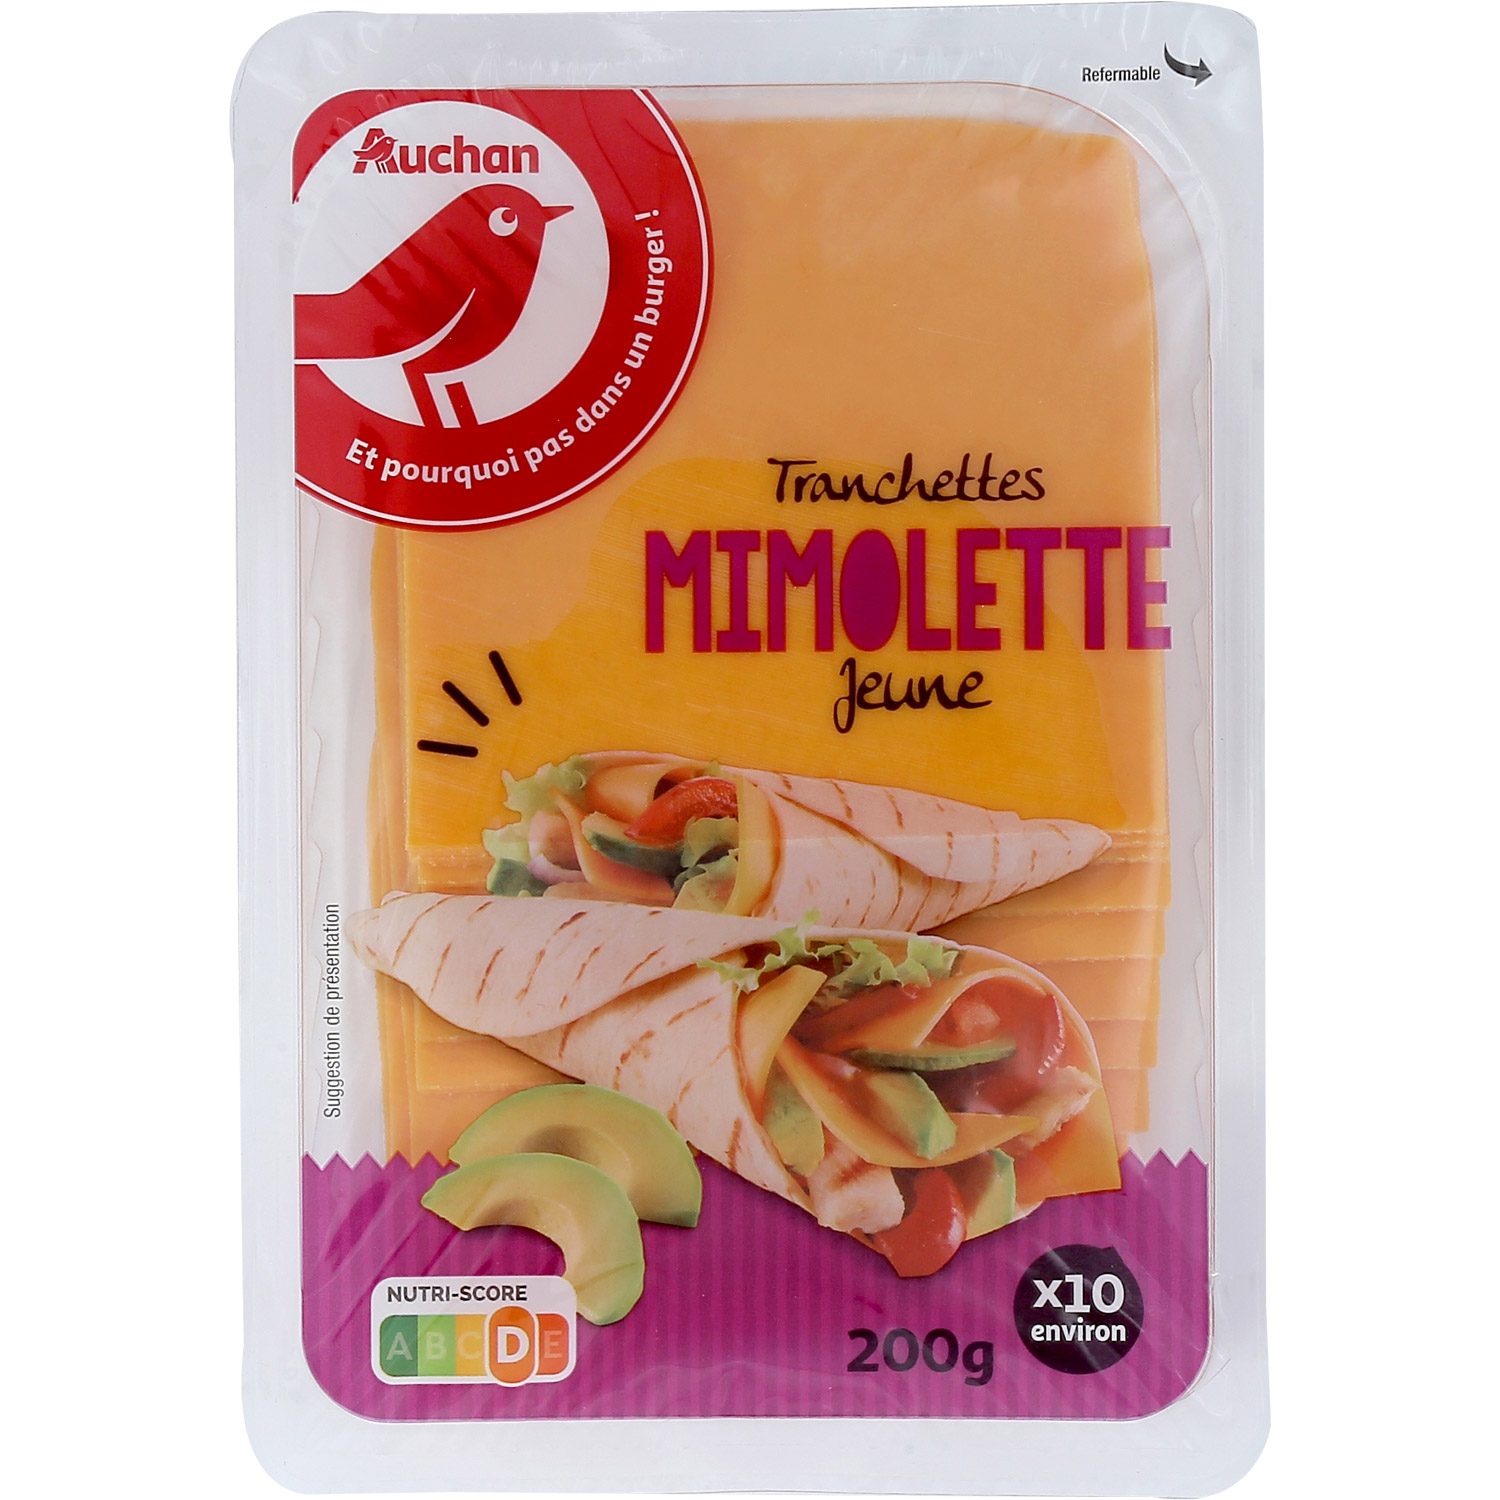 Refermable
Auchan
Et pourquoi pas dans un burger !
Tranchettes
MIMOLETTE
Jeune
Suggestion de présentation
NUTRI-SCORE
A B C D E
200g
x10
environ